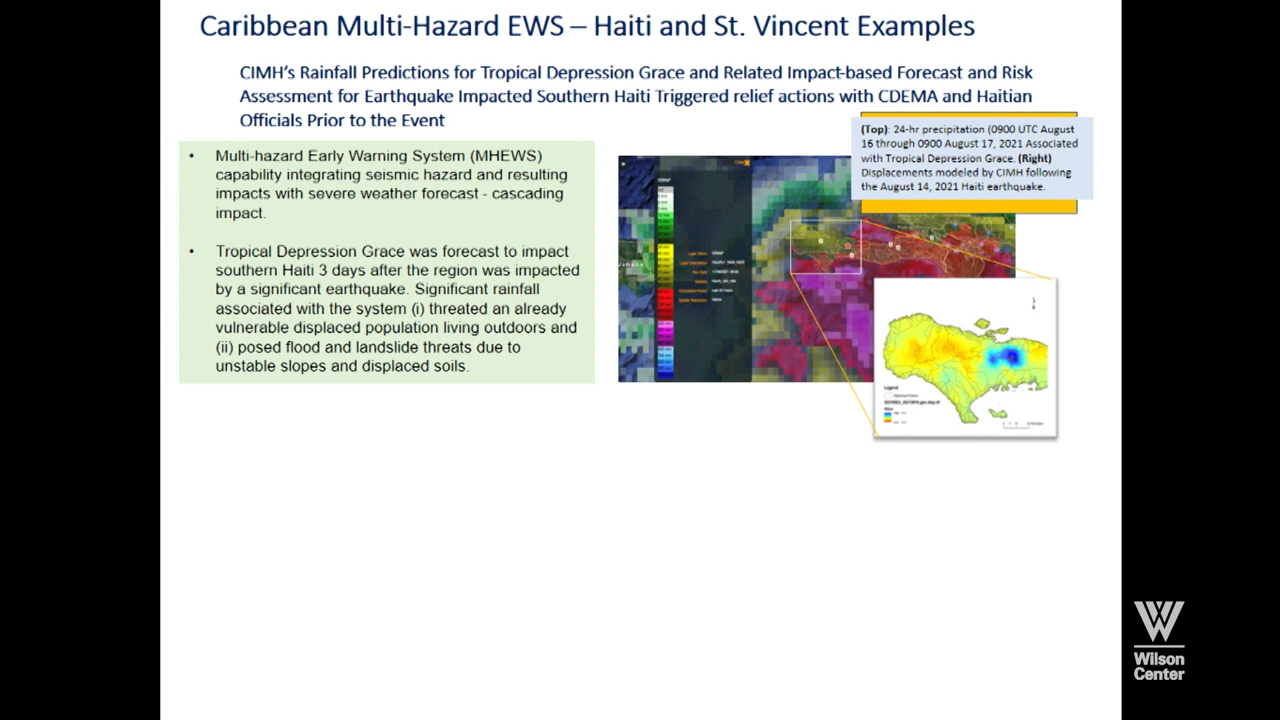 Caribbean Multi-Hazard EWS – Haiti and St. Vincent Examples
CIMH's Rainfall Predictions for Tropical Depression Grace and Related Impact-based Forecast and Risk
Assessment for Earthquake Impacted Southern Haiti Triggered relief actions with CDEMA and Haitian
Officials Prior to the Event
• Multi-hazard Early Warning System (MHEWS)
capability integrating seismic hazard and resulting
impacts with severe weather forecast - cascading
impact.
• Tropical Depression Grace was forecast to impact
southern Haiti 3 days after the region was impacted
by a significant earthquake. Significant rainfall
associated with the system (i) threated an already
vulnerable displaced population living outdoors and
(ii) posed flood and landslide threats due to
unstable slopes and displaced soils.
(Top): 24-hr precipitation (0900 UTC August
16 through 0900 August 17, 2021 Associated
with Tropical Depression Grace. (Right)
Displacements modeled by CIMH following
the August 14, 2021 Haiti earthquake.
Jamaica
Legend
Wilson
Center